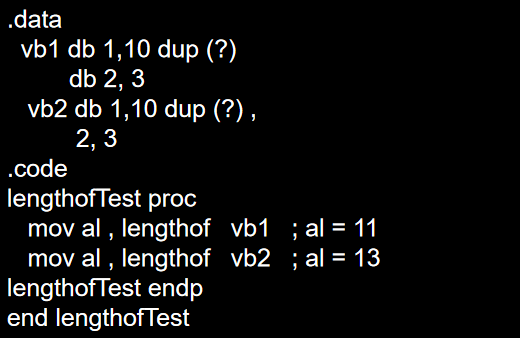 .data
vb1 db 1,10 dup (?)
db 2, 3
vb2 db 1,10 dup (?) ,
2, 3
.code
lengthofTest proc
mov al , lengthof vb1 ; al = 11
mov al , lengthof vb2 ; al = 13
lengthofTest endp
end lengthofTest